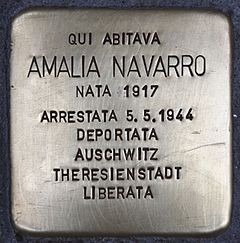 QUI ABITAVA
AMALIA NAVARRO
NATA 1917
ARRESTATA 5.5.1944
DEPORTATA
AUSCHWITZ
THERESIENSTADT
LIBERATA